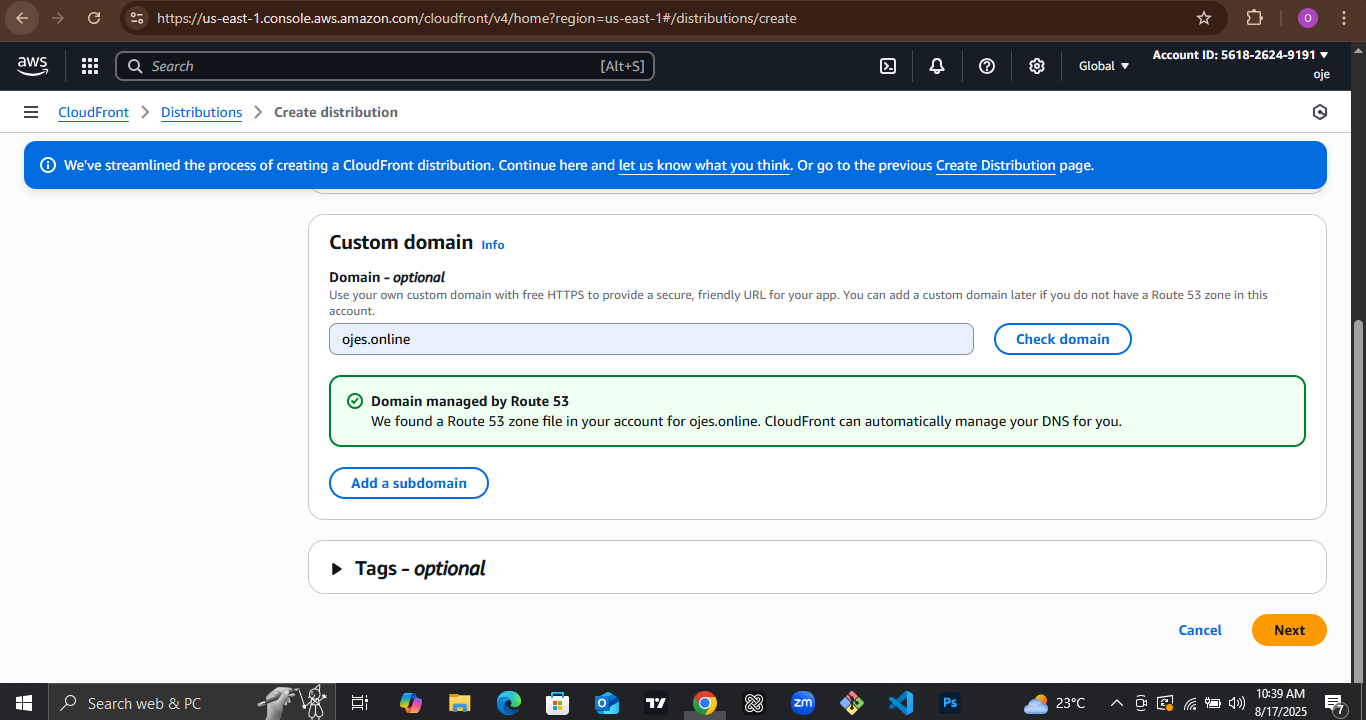 https://us-east-1.console.aws.amazon.com/cloudfront/v4/home?region=us-east-1#/distributions/create
O
aws
Search
[Alt+S]
Global
Account ID: 5618-2624-9191
oje
CloudFront
Distributions
Create distribution
We've streamlined the process of creating a CloudFront distribution. Continue here and let us know what you think. Or go to the previous Create Distribution page.
Custom domain Info
Domain - optional
Use your own custom domain with free HTTPS to provide a secure, friendly URL for your app. You can add a custom domain later if you do not have a Route 53 zone in this
account.
ojes.online
Check domain
Domain managed by Route 53
We found a Route 53 zone file in your account for ojes.online. CloudFront can automatically manage your DNS for you.
Add a subdomain
Tags - optional
Cancel
Next
Search web & PC
zm
Ps
23°C
10:39 AM
8/17/2025
7